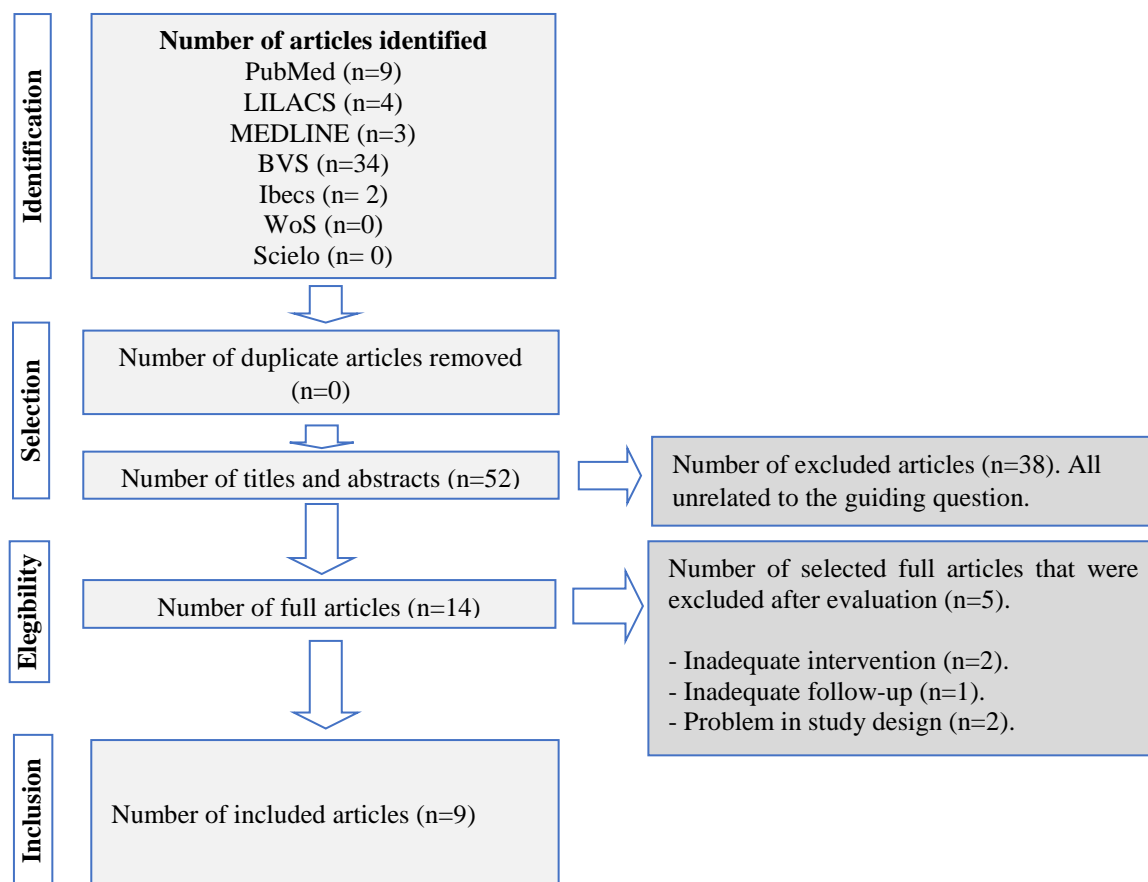 Identification
Number of articles identified
PubMed (n=9)
LILACS (n=4)
MEDLINE (n=3)
BVS (n=34)
Ibecs (n= 2)
WoS (n=0)
Scielo (n= 0)
Selection
Number of duplicate articles removed
(n=0)
Number of titles and abstracts (n=52)
Number of excluded articles (n=38). All
unrelated to the guiding question.
Elegibility
Number of full articles (n=14)
Number of selected full articles that were
excluded after evaluation (n=5).
- Inadequate intervention (n=2).
- Inadequate follow-up (n=1).
- Problem in study design (n=2).
Inclusion
Number of included articles (n=9)